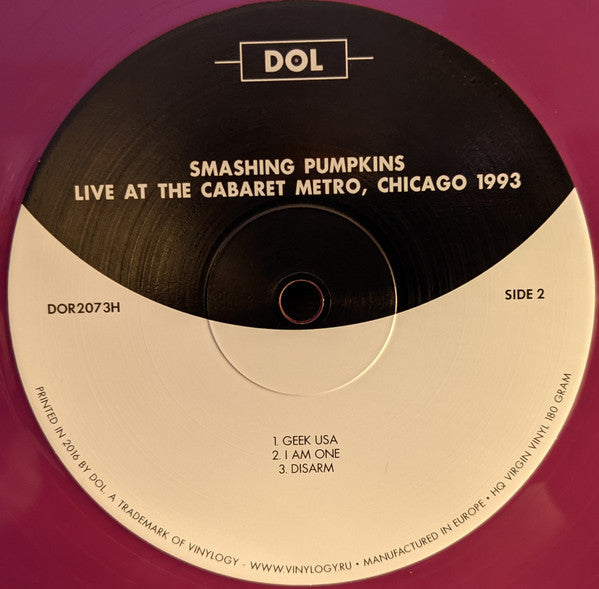 DOL
SMASHING PUMPKINS
LIVE AT THE CABARET METRO, CHICAGO 1993
DOR2073H
SIDE 2
1. GEEK USA
2. I AM ONE
3. DISARM
PRINTED IN 2016 BY DOL. A TRADEMARK OF VINYLOGY - WWW.VINYLOGY.RU • MANUFACTURED IN EUROPE • HQ VIRGIN VINYL 180 GRAM